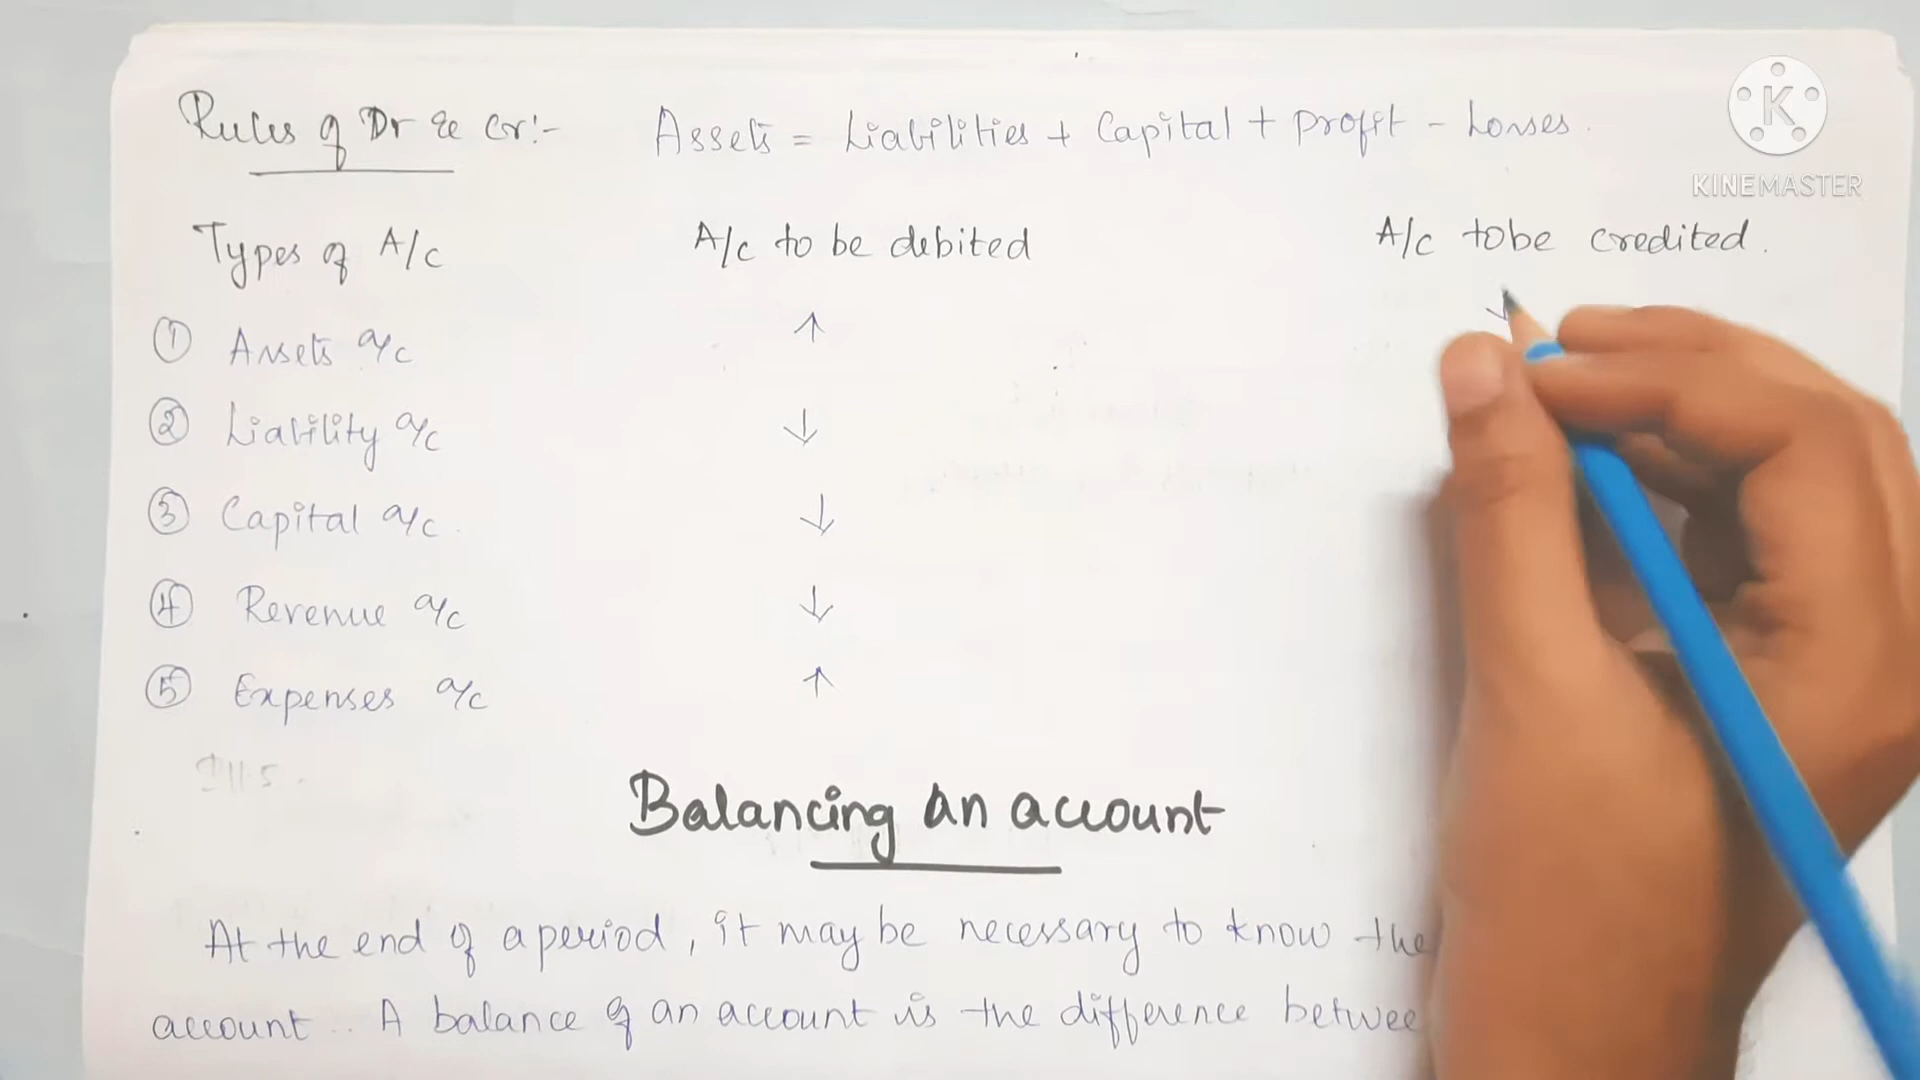 Rules of Dr & Cr:- Assets = Liabilities + Capital + Profit - Losses.
KINEMASTER
Types of A/c A/c to be debited A/c tobe credited.
① Assets a/c ↑ ↓
② Liability a/c ↓
③ Capital a/c. ↓
④ Revenue a/c ↓
⑤ Expenses a/c ↑
Balancing an account
At the end of a period, it may be necessary to know the
account.. A balance of an account is the difference betwee